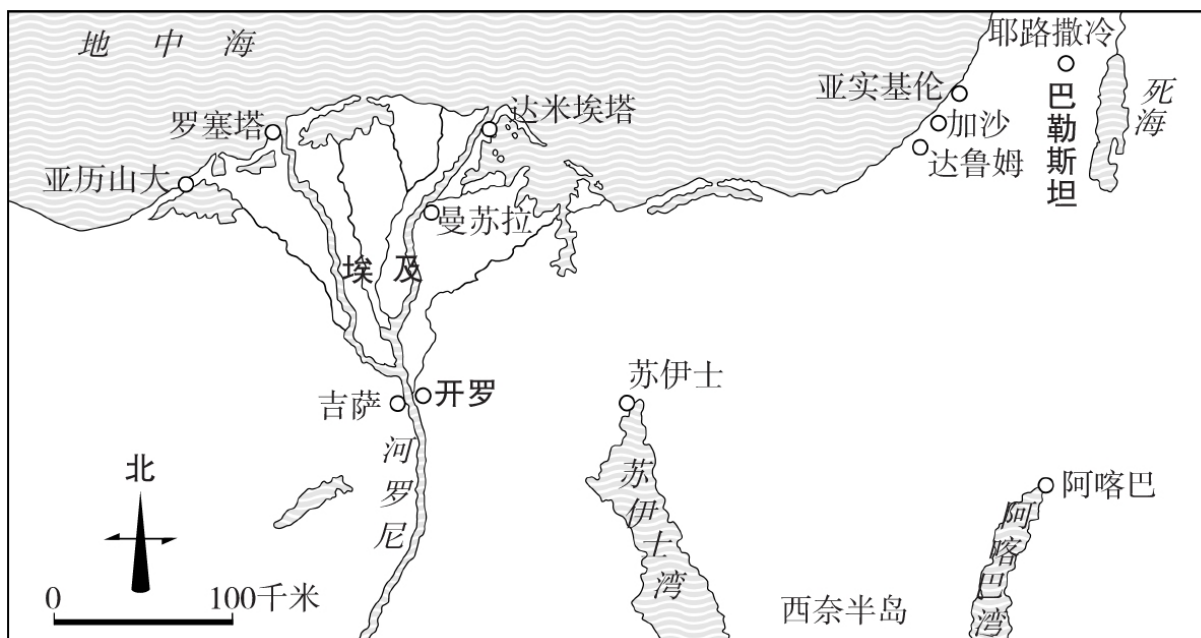 地中海
耶路撒冷
亚实基伦
巴勒斯坦
死海
罗塞塔
达米埃塔
加沙
达鲁姆
亚历山大
曼苏拉
埃及
苏伊士
吉萨
开罗
河罗尼
北
苏伊士湾
阿喀巴
阿喀巴湾
0 100千米
西奈半岛